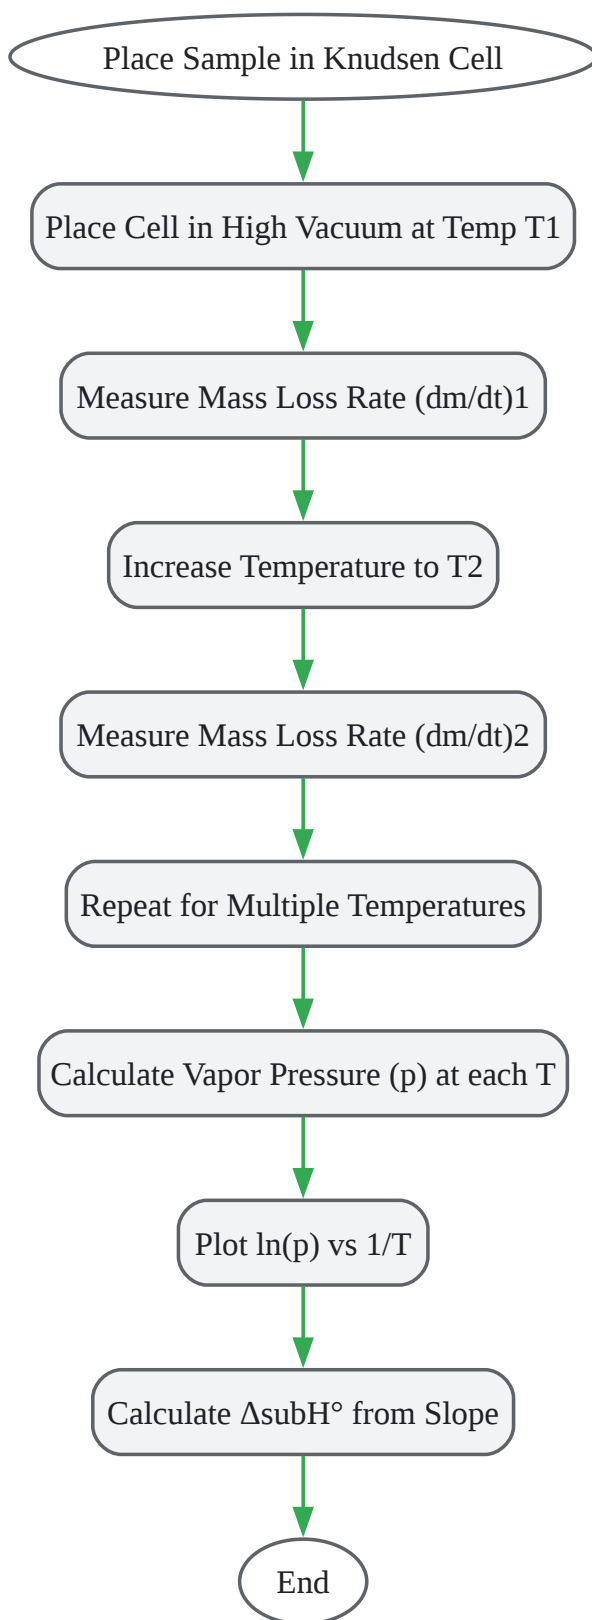 Place Sample in Knudsen Cell
Place Cell in High Vacuum at Temp T1
Measure Mass Loss Rate (dm/dt)1
Increase Temperature to T2
Measure Mass Loss Rate (dm/dt)2
Repeat for Multiple Temperatures
Calculate Vapor Pressure (p) at each T
Plot ln(p) vs 1/T
Calculate ΔsubH° from Slope
End